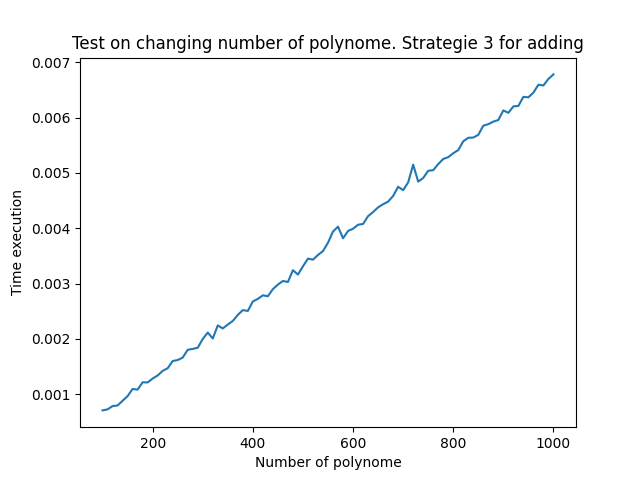 Test on changing number of polynome. Strategie 3 for adding
0.007
0.006
0.005
0.004
0.003
0.002
0.001
Time execution
200 400 600 800 1000
Number of polynome